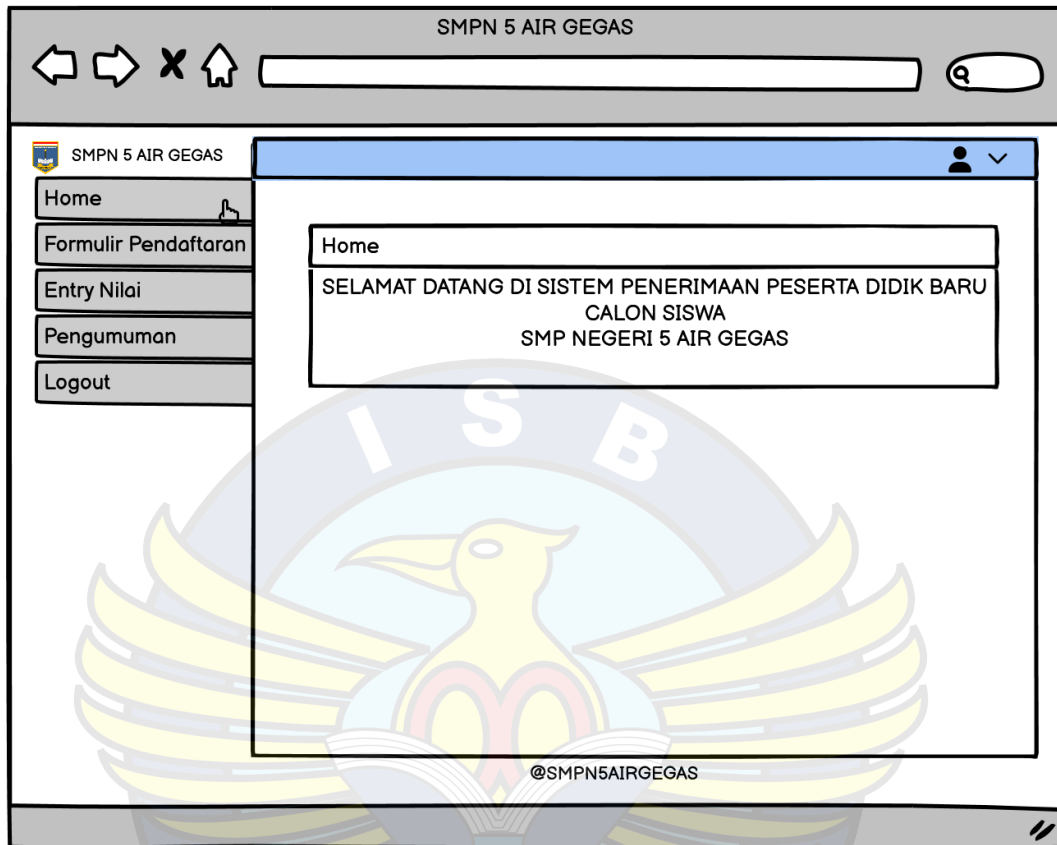 SMPN 5 AIR GEGAS
SMPN 5 AIR GEGAS
Home
Formulir Pendaftaran
Entry Nilai
Pengumuman
Logout
Home
SELAMAT DATANG DI SISTEM PENERIMAAN PESERTA DIDIK BARU
CALON SISWA
SMP NEGERI 5 AIR GEGAS
I S B
@SMPN5AIRGEGAS